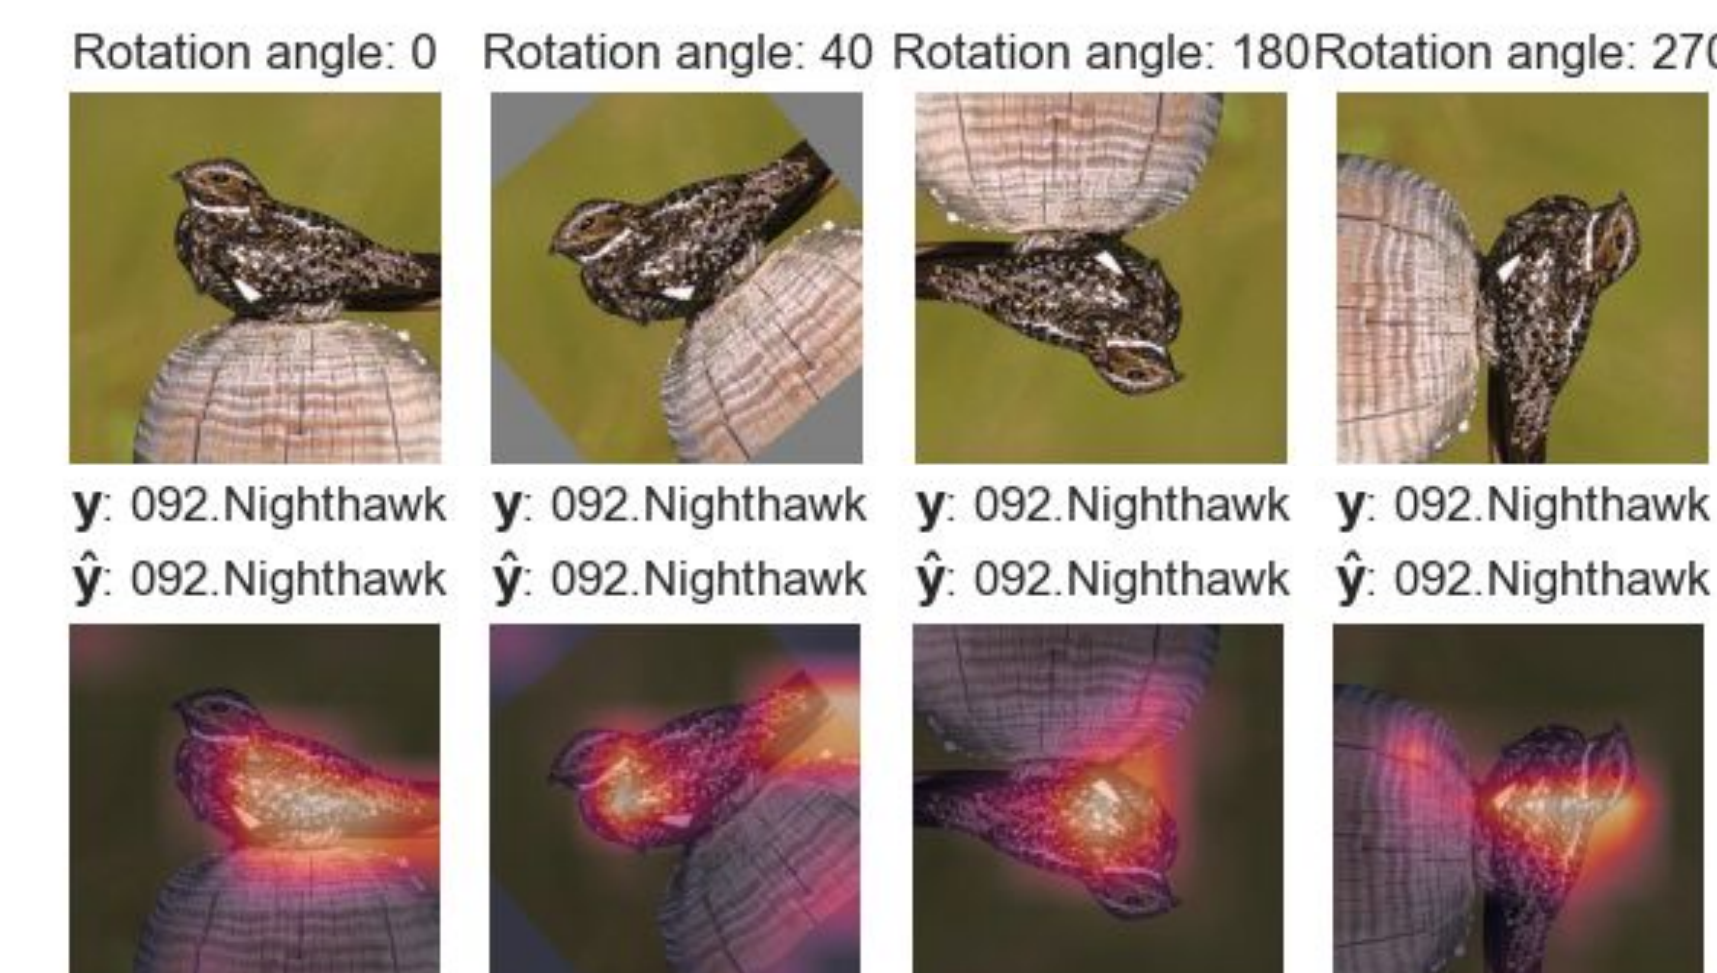 Rotation angle: 0 Rotation angle: 40 Rotation angle: 180 Rotation angle: 270
y: 092.Nighthawk y: 092.Nighthawk y: 092.Nighthawk y: 092.Nighthawk
ŷ: 092.Nighthawk ŷ: 092.Nighthawk ŷ: 092.Nighthawk ŷ: 092.Nighthawk